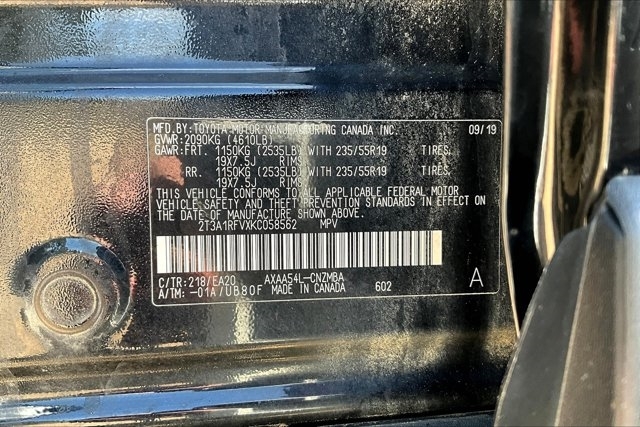 MFD.BY:TOYOTA MOTOR MANUFACTURING CANADA INC. 09/19
GVWR:2090KG (4610LB)
GAWR:FRT. 1150KG (2535LB) WITH 235/55R19 TIRES,
19X7.5J RIMS,
RR. 1150KG (2535LB) WITH 235/55R19 TIRES,
19X7.5J RIMS,
THIS VEHICLE CONFORMS TO ALL APPLICABLE FEDERAL MOTOR
VEHICLE SAFETY AND THEFT PREVENTION STANDARDS IN EFFECT ON
THE DATE OF MANUFACTURE SHOWN ABOVE.
2T3A1RFVXKC058562 MPV
C/TR:218/EA20 AXAA54L-CNZMBA A
A/TM:-01A/UB80F MADE IN CANADA 602